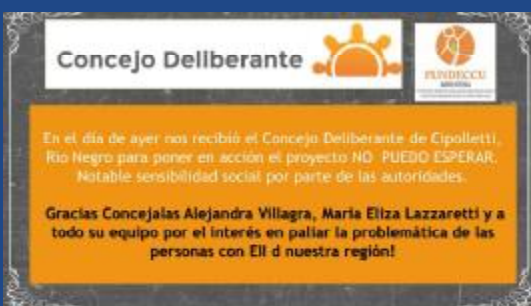 Concejo Deliberante
FUNDECCU
ARGENTINA
En el día de ayer nos recibió el Concejo Deliberante de Cipolletti,
Río Negro para poner en acción el proyecto NO PUEDO ESPERAR.
Notable sensibilidad social por parte de las autoridades.
Gracias Concejalas Alejandra Villagra, Maria Eliza Lazzaretti y a
todo su equipo por el interés en paliar la problemática de las
personas con EII d nuestra región!